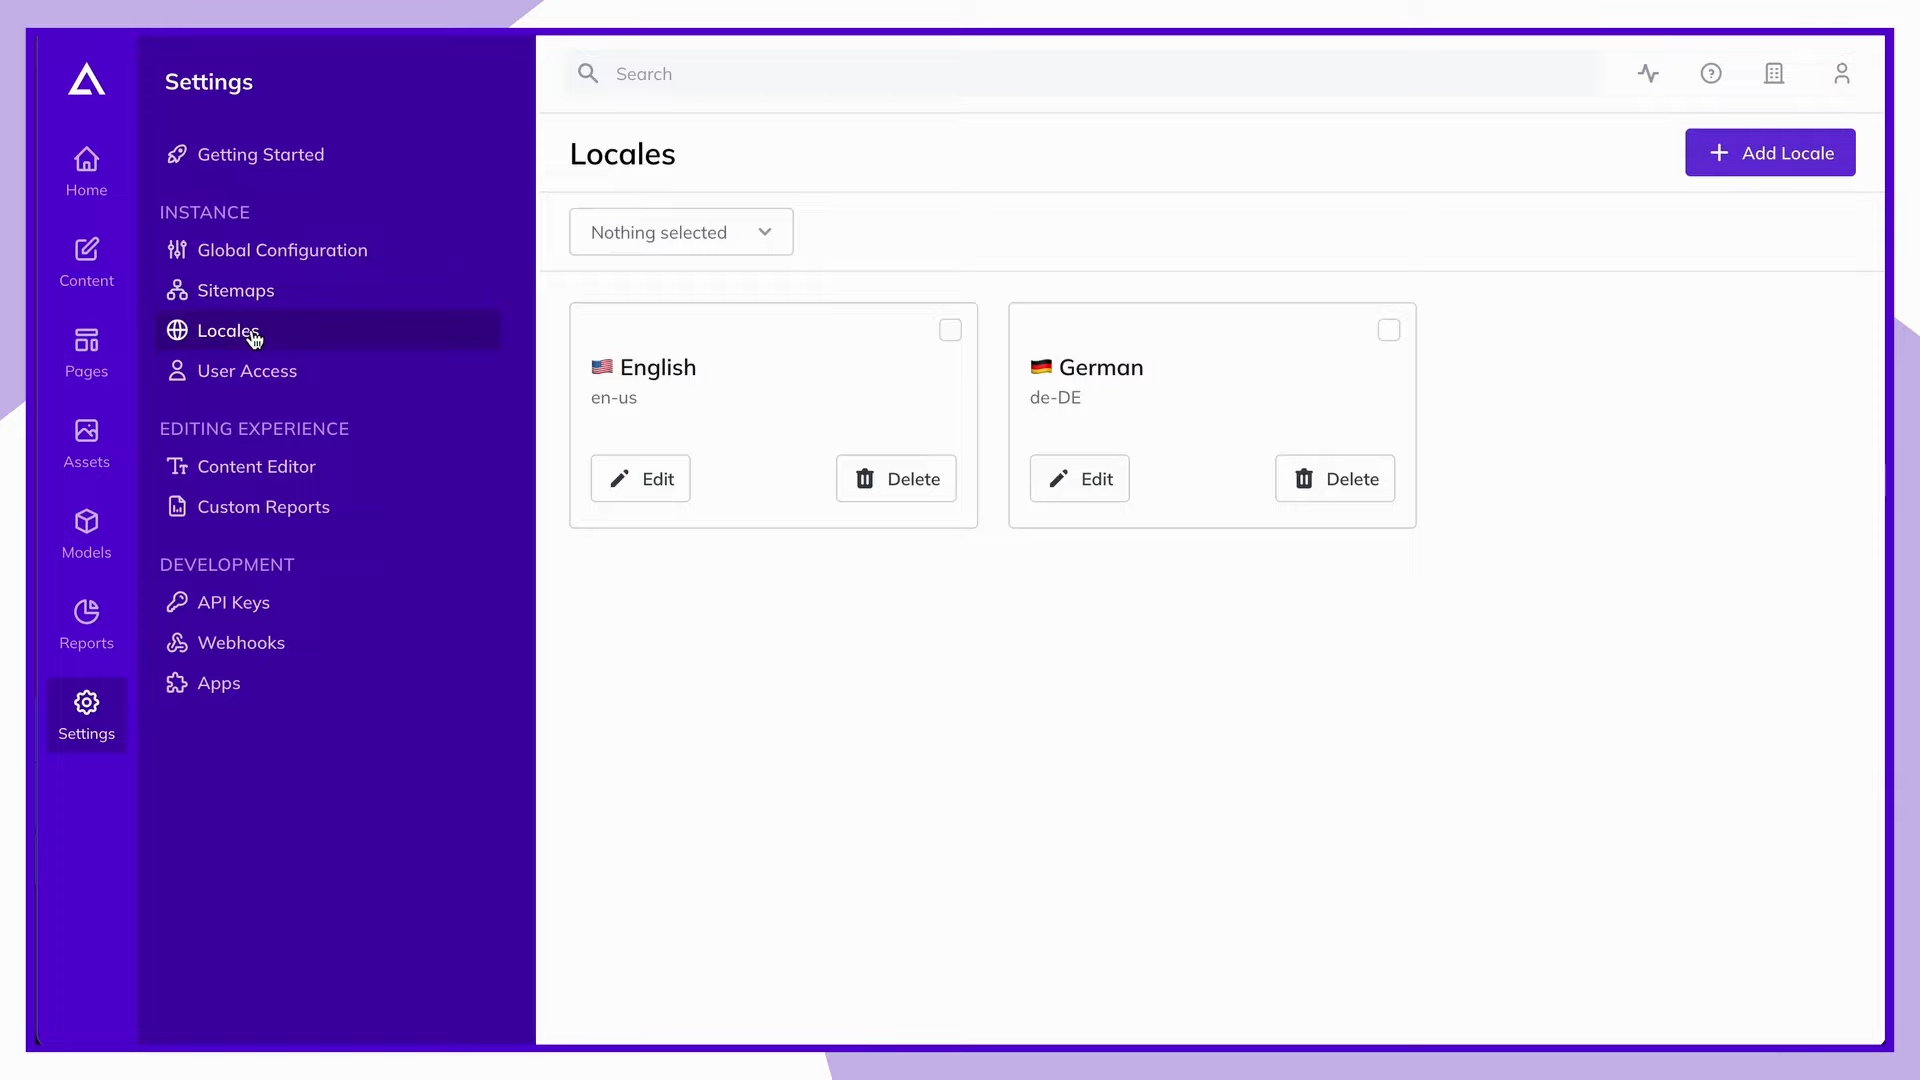 Settings
Search
Getting Started
Locales
Add Locale
Home
INSTANCE
Global Configuration
Nothing selected
Content
Sitemaps
Locales
User Access
Pages
English
en-us
German
de-DE
EDITING EXPERIENCE
Content Editor
Assets
Edit
Delete
Edit
Delete
Custom Reports
Models
DEVELOPMENT
API Keys
Webhooks
Reports
Apps
Settings